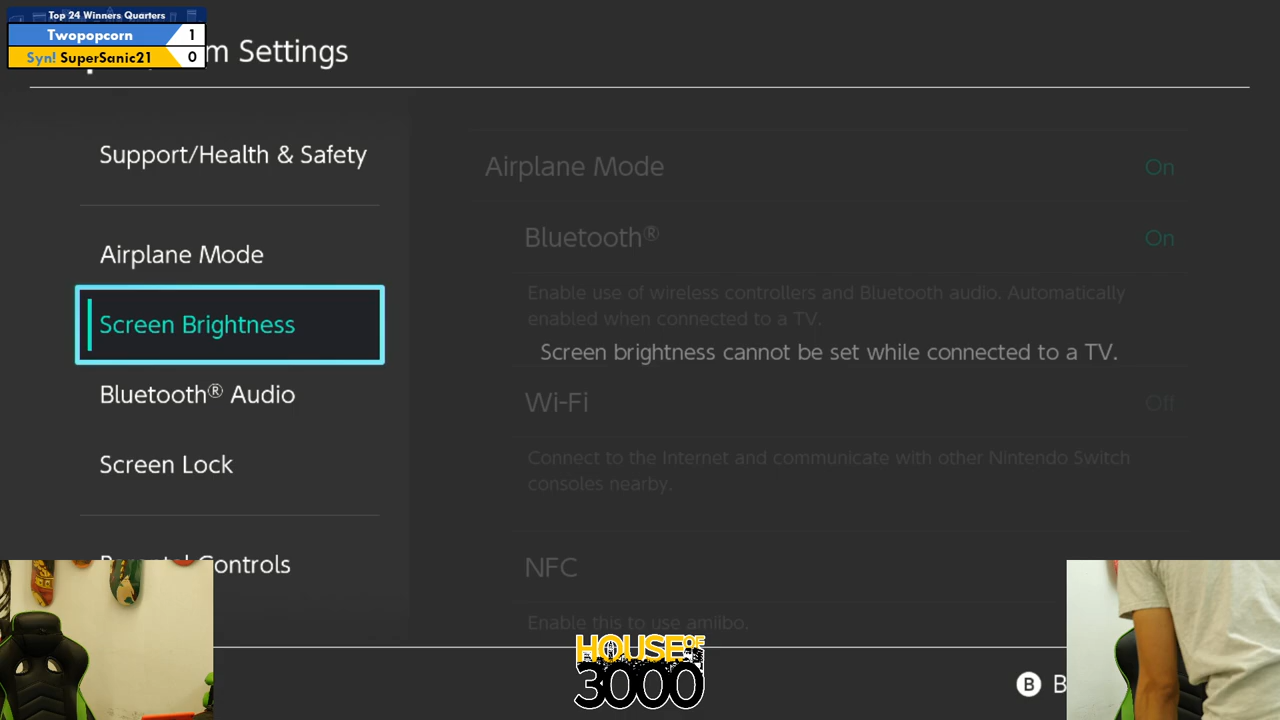 Top 24 Winners Quarters
Twopopcorn 1
Syn! SuperSanic21 0
m Settings
Support/Health & Safety
Airplane Mode
Screen Brightness
Bluetooth® Audio
Screen Lock
Parental Controls
Airplane Mode On
Bluetooth® On
Enable use of wireless controllers and Bluetooth audio. Automatically
enabled when connected to a TV.
Screen brightness cannot be set while connected to a TV.
Wi-Fi Off
Connect to the Internet and communicate with other Nintendo Switch
consoles nearby.
NFC
Enable this to use amiibo.
HOUSE OF
3000
B B